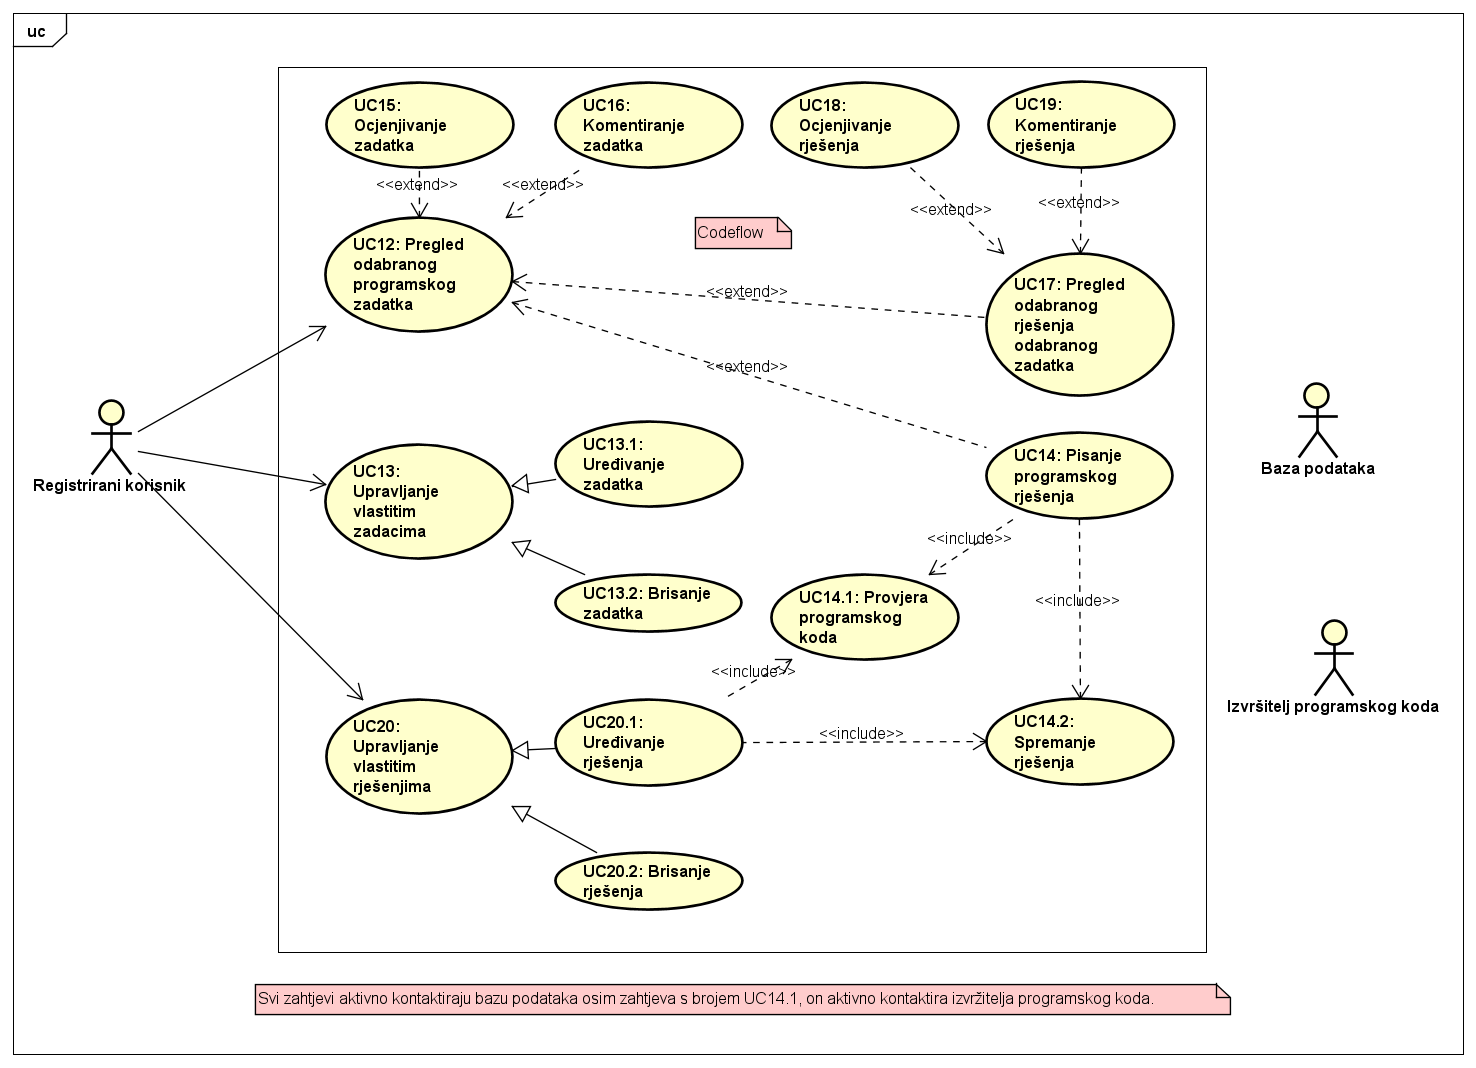 uc
UC15:
Ocjenjivanje
zadatka
UC16:
Komentiranje
zadatka
UC18:
Ocjenjivanje
rješenja
UC19:
Komentiranje
rješenja
<<extend>>
<<extend>>
<<extend>>
<<extend>>
Codeflow
UC12: Pregled
odabranog
programskog
zadatka
<<extend>>
UC17: Pregled
odabranog
rješenja
odabranog
zadatka
<<extend>>
Registrirani korisnik
Baza podataka
UC13:
Upravljanje
vlastitim
zadacima
UC13.1:
Uređivanje
zadatka
UC14: Pisanje
programskog
rješenja
<<include>>
UC13.2: Brisanje
zadatka
UC14.1: Provjera
programskog
koda
<<include>>
<<include>>
Izvršitelj programskog koda
UC20:
Upravljanje
vlastitim
rješenjima
UC20.1:
Uređivanje
rješenja
<<include>>
UC14.2:
Spremanje
rješenja
UC20.2: Brisanje
rješenja
Svi zahtjevi aktivno kontaktiraju bazu podataka osim zahtjeva s brojem UC14.1, on aktivno kontaktira izvržitelja programskog koda.